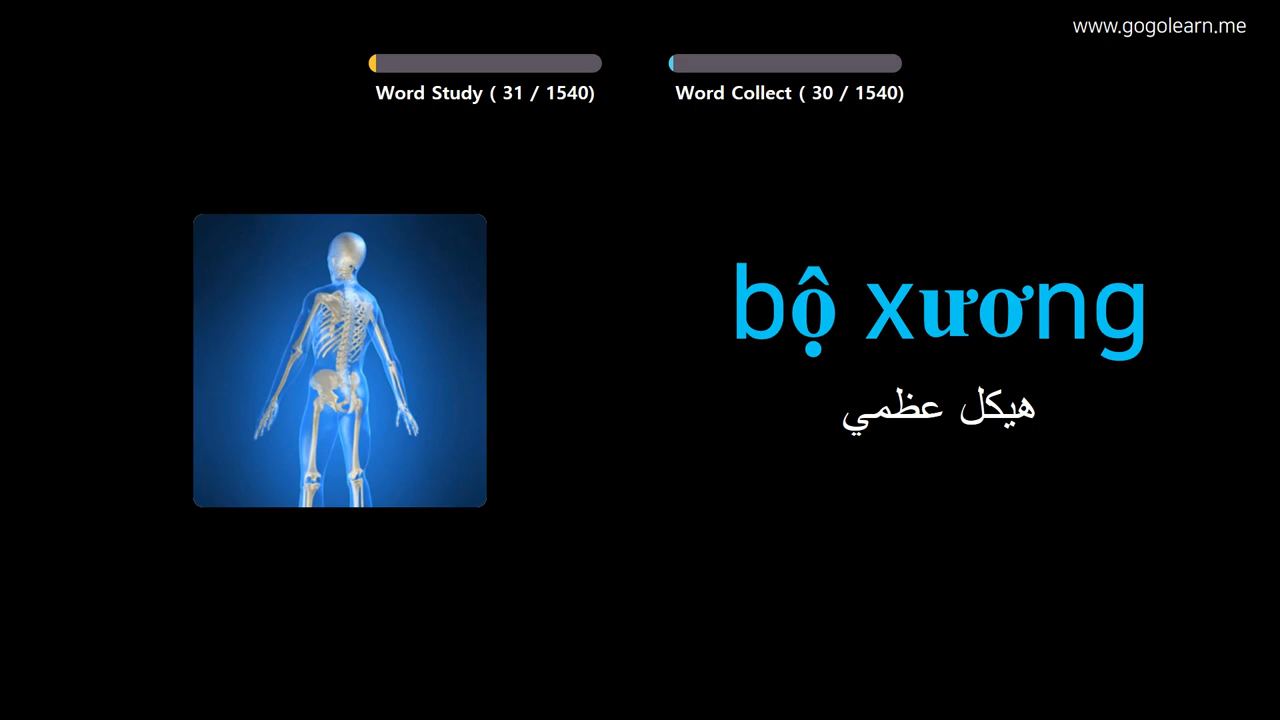 www.gogolearn.me
Word Study ( 31 / 1540)
Word Collect ( 30 / 1540)
bộ xương
هيكل عظمي